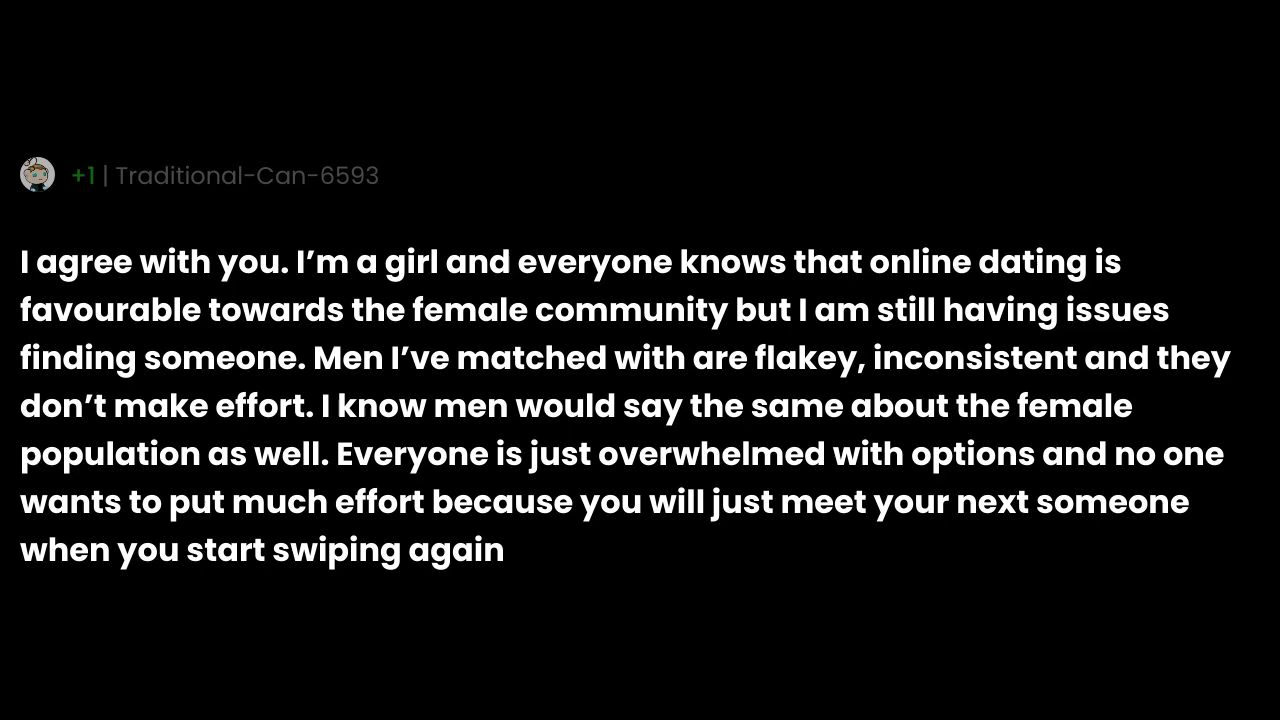 +1 | Traditional-Can-6593
I agree with you. I’m a girl and everyone knows that online dating is
favourable towards the female community but I am still having issues
finding someone. Men I’ve matched with are flakey, inconsistent and they
don’t make effort. I know men would say the same about the female
population as well. Everyone is just overwhelmed with options and no one
wants to put much effort because you will just meet your next someone
when you start swiping again